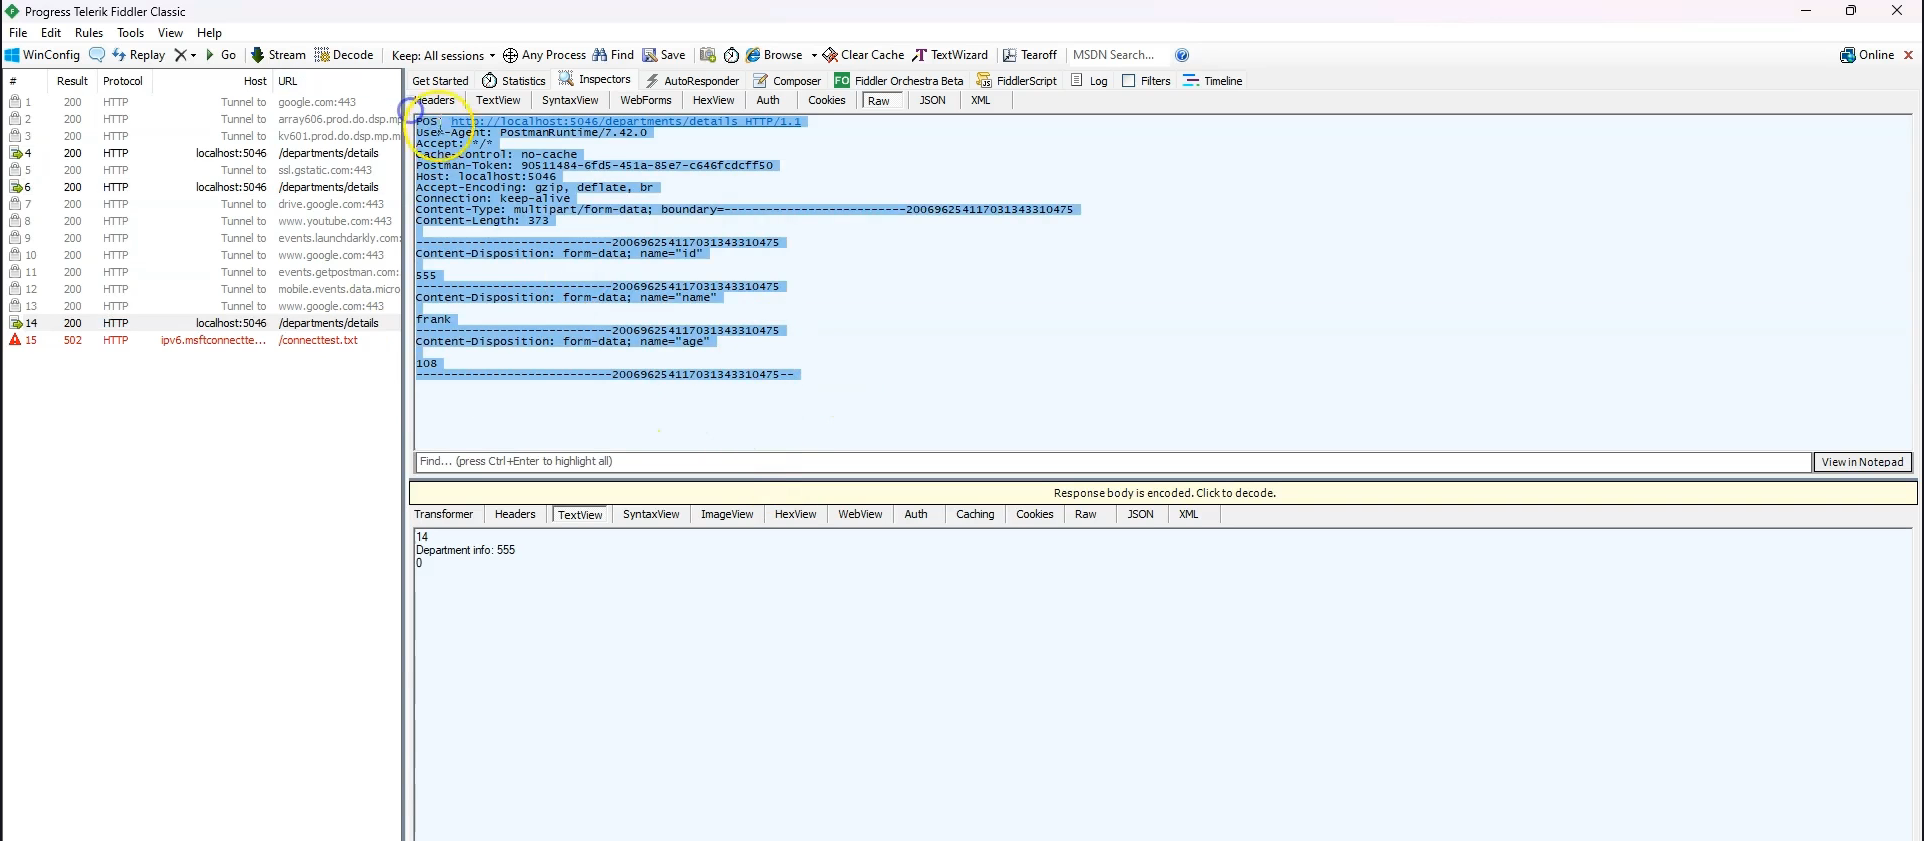 Progress Telerik Fiddler Classic
File Edit Rules Tools View Help
WinConfig Replay Go Stream Decode Keep: All sessions Any Process Find Save Browse Clear Cache TextWizard Tearoff MSDN Search... Online
# Result Protocol Host URL
1 200 HTTP Tunnel to google.com:443
2 200 HTTP Tunnel to array606.prod.do.dsp.mp
3 200 HTTP Tunnel to kv601.prod.do.dsp.mp.m
4 200 HTTP localhost:5046 /departments/details
5 200 HTTP Tunnel to ssl.gstatic.com:443
6 200 HTTP localhost:5046 /departments/details
7 200 HTTP Tunnel to drive.google.com:443
8 200 HTTP Tunnel to www.youtube.com:443
9 200 HTTP Tunnel to events.launchdarkly.com:
10 200 HTTP Tunnel to www.google.com:443
11 200 HTTP Tunnel to events.getpostman.com:
12 200 HTTP Tunnel to mobile.events.data.micro
13 200 HTTP Tunnel to www.google.com:443
14 200 HTTP localhost:5046 /departments/details
15 502 HTTP ipv6.msftconnectte... /connecttest.txt
Get Started Statistics Inspectors AutoResponder Composer FO Fiddler Orchestra Beta FiddlerScript Log Filters Timeline
Headers TextView SyntaxView WebForms HexView Auth Cookies Raw JSON XML
POST http://localhost:5046/departments/details HTTP/1.1
User-Agent: PostmanRuntime/7.42.0
Accept: */*
Cache-Control: no-cache
Postman-Token: 90511484-6fd5-451a-85e7-c646fcdcff50
Host: localhost:5046
Accept-Encoding: gzip, deflate, br
Connection: keep-alive
Content-Type: multipart/form-data; boundary=--------------------------200696254117031343310475
Content-Length: 373
----------------------------200696254117031343310475
Content-Disposition: form-data; name="id"
555
----------------------------200696254117031343310475
Content-Disposition: form-data; name="name"
frank
----------------------------200696254117031343310475
Content-Disposition: form-data; name="age"
108
----------------------------200696254117031343310475--
Find... (press Ctrl+Enter to highlight all) View in Notepad
Response body is encoded. Click to decode.
Transformer Headers TextView SyntaxView ImageView HexView WebView Auth Caching Cookies Raw JSON XML
14
Department info: 555
0